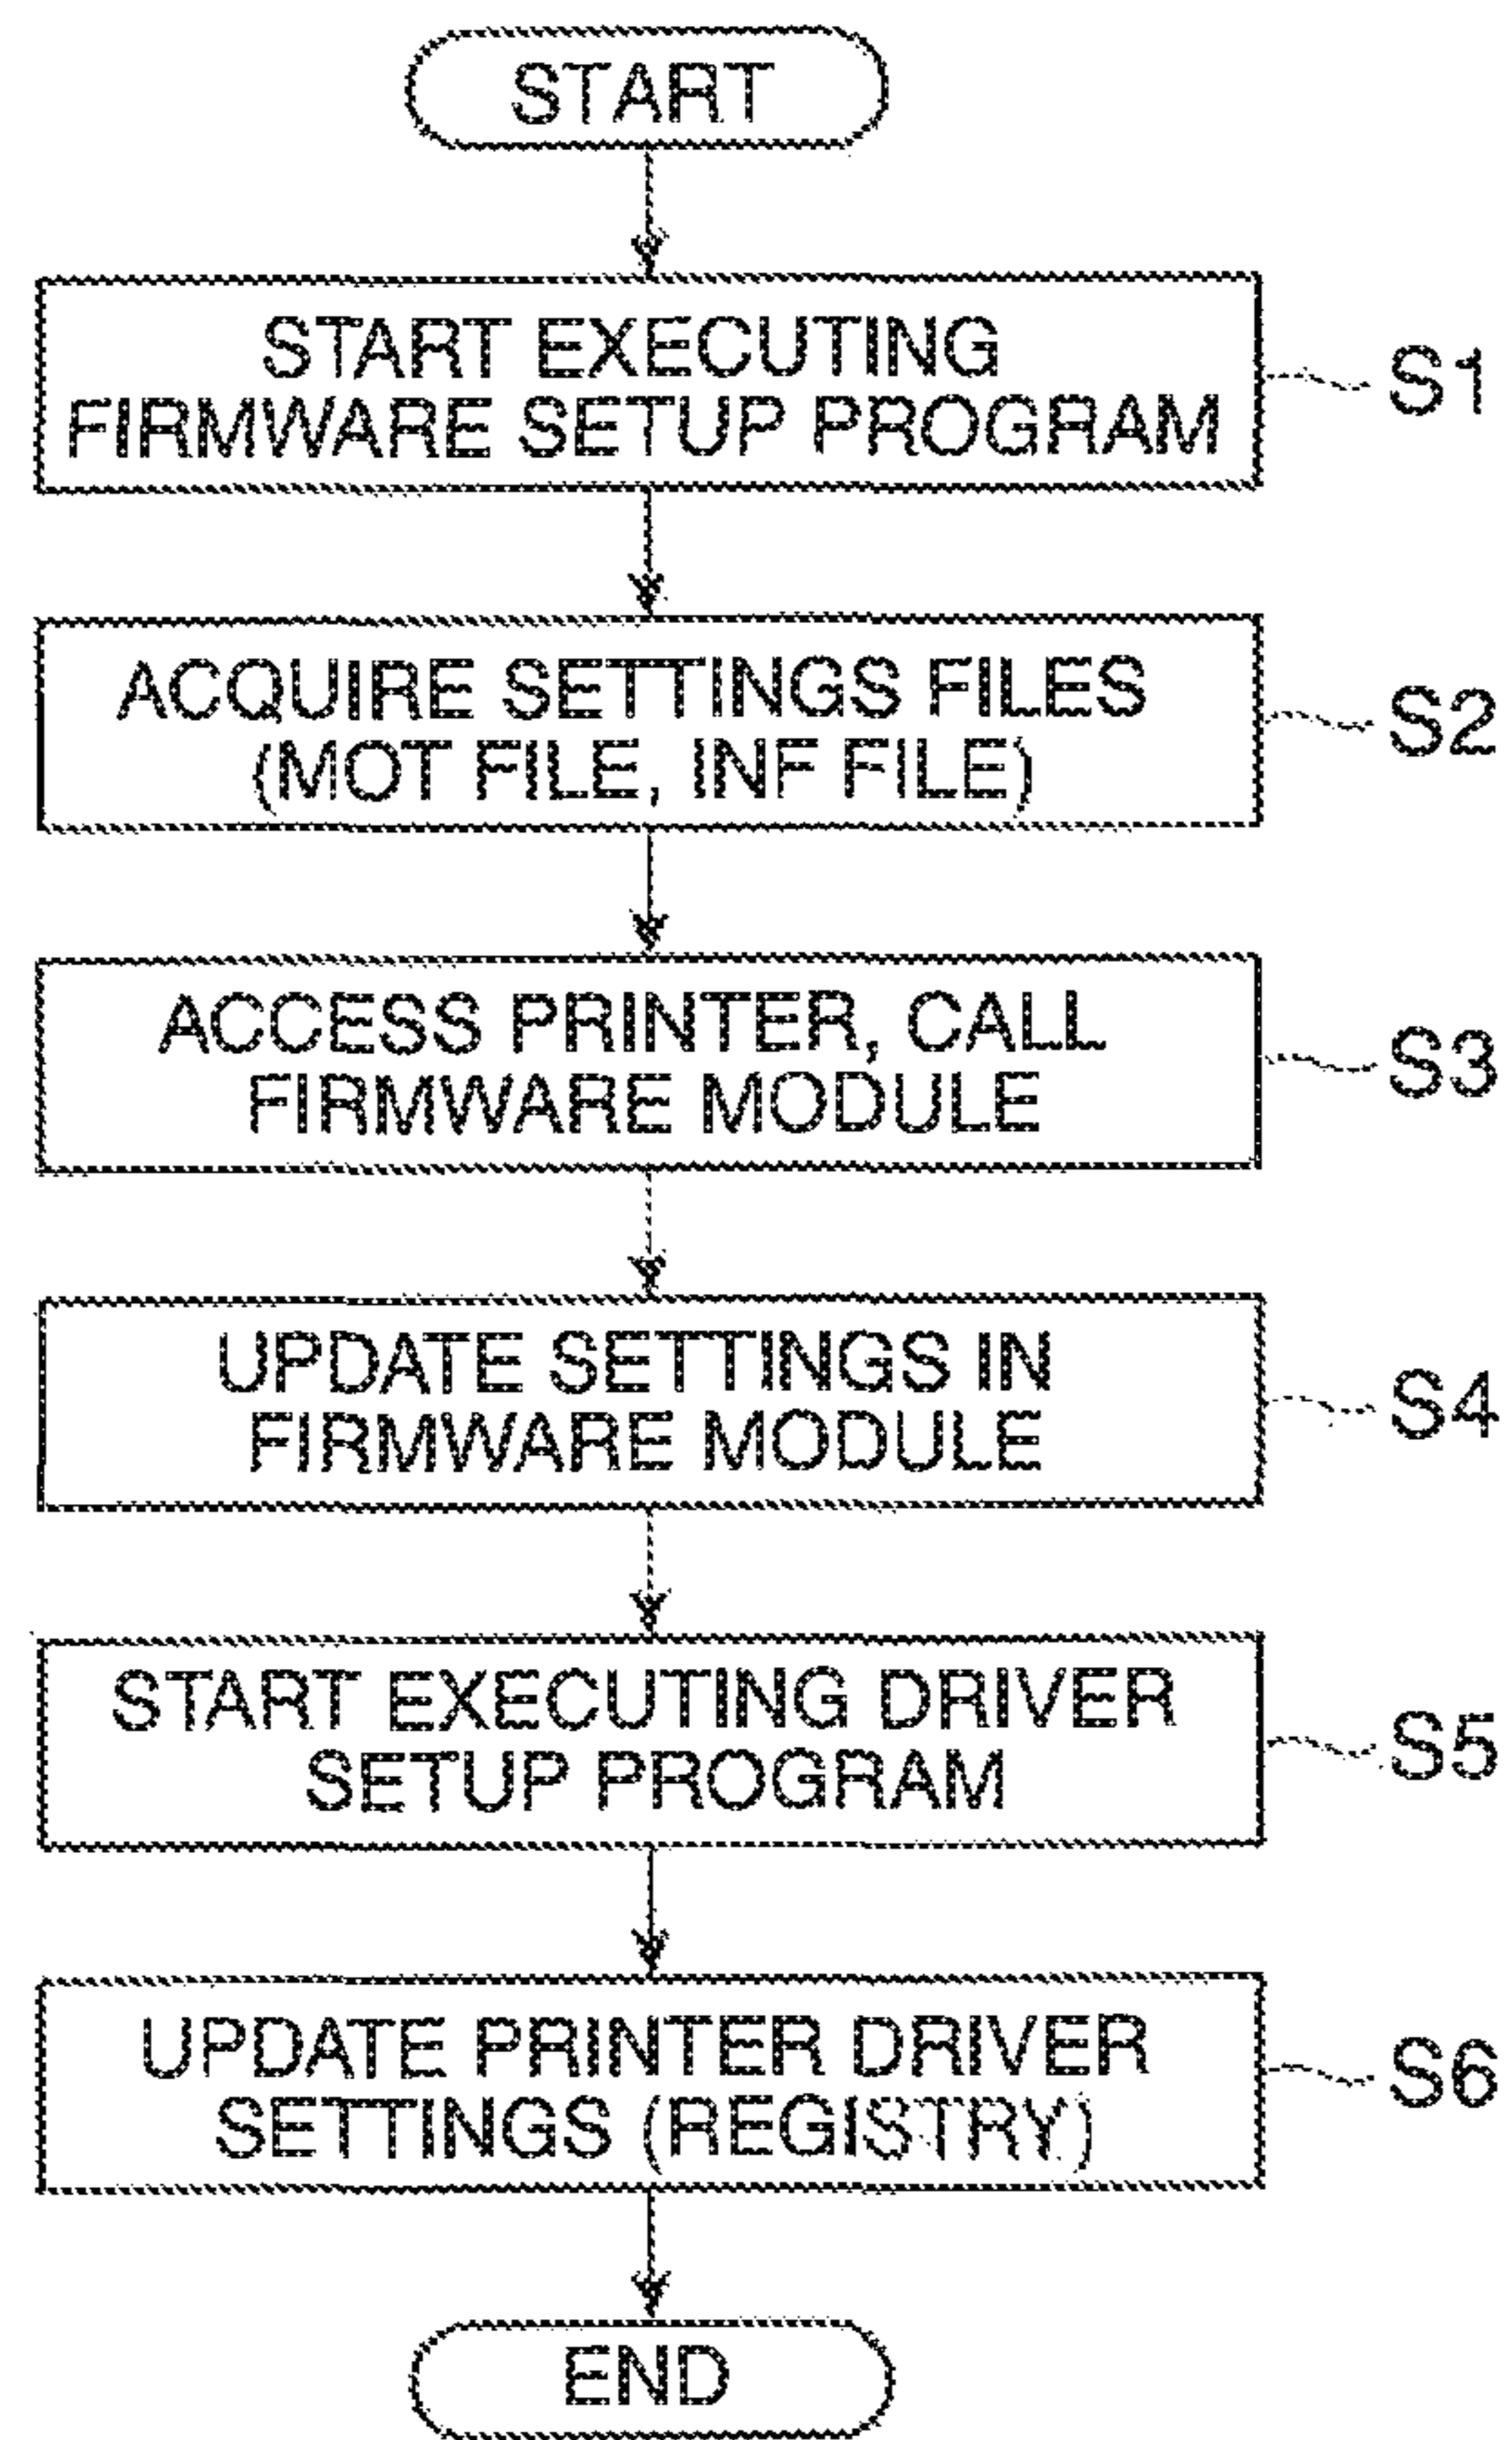 START
START EXECUTING
FIRMWARE SETUP PROGRAM
S1
ACQUIRE SETTINGS FILES
(MOT FILE, INF FILE)
S2
ACCESS PRINTER, CALL
FIRMWARE MODULE
S3
UPDATE SETTINGS IN
FIRMWARE MODULE
S4
START EXECUTING DRIVER
SETUP PROGRAM
S5
UPDATE PRINTER DRIVER
SETTINGS (REGISTRY)
S6
END